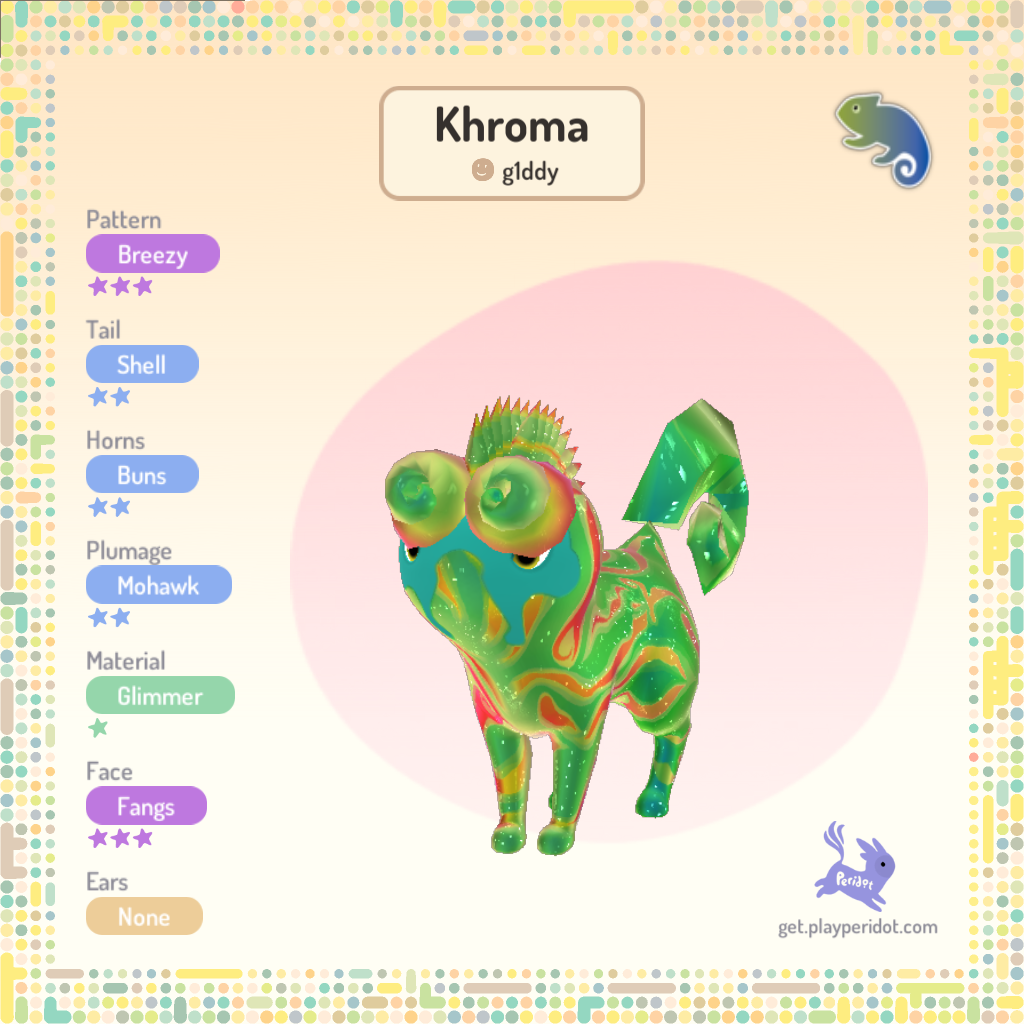 Khroma
g1ddy
Pattern
Breezy
Tail
Shell
Horns
Buns
Plumage
Mohawk
Material
Glimmer
Face
Fangs
Ears
None
Peridot
get.playperidot.com